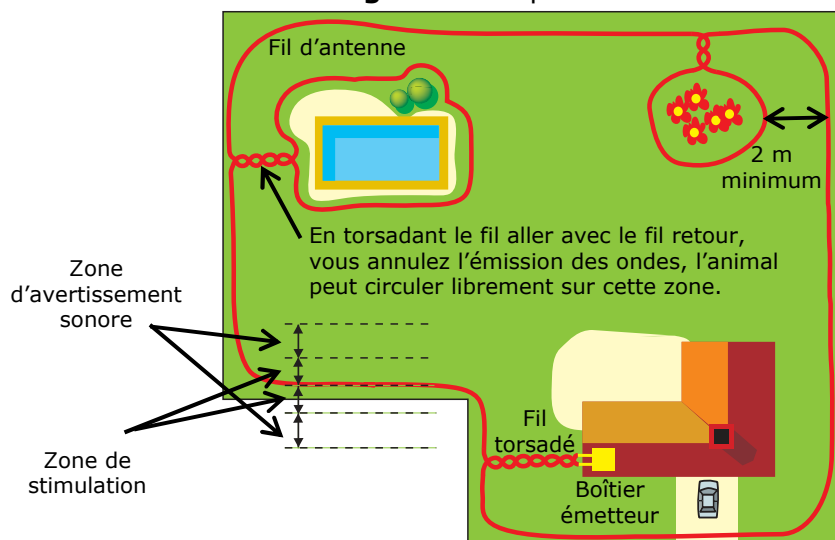 Fil d'antenne
2 m
minimum
En torsadant le fil aller avec le fil retour,
vous annulez l'émission des ondes, l'animal
peut circuler librement sur cette zone.
Zone
d'avertissement
sonore
Fil
torsadé
Zone de
stimulation
Boîtier
émetteur